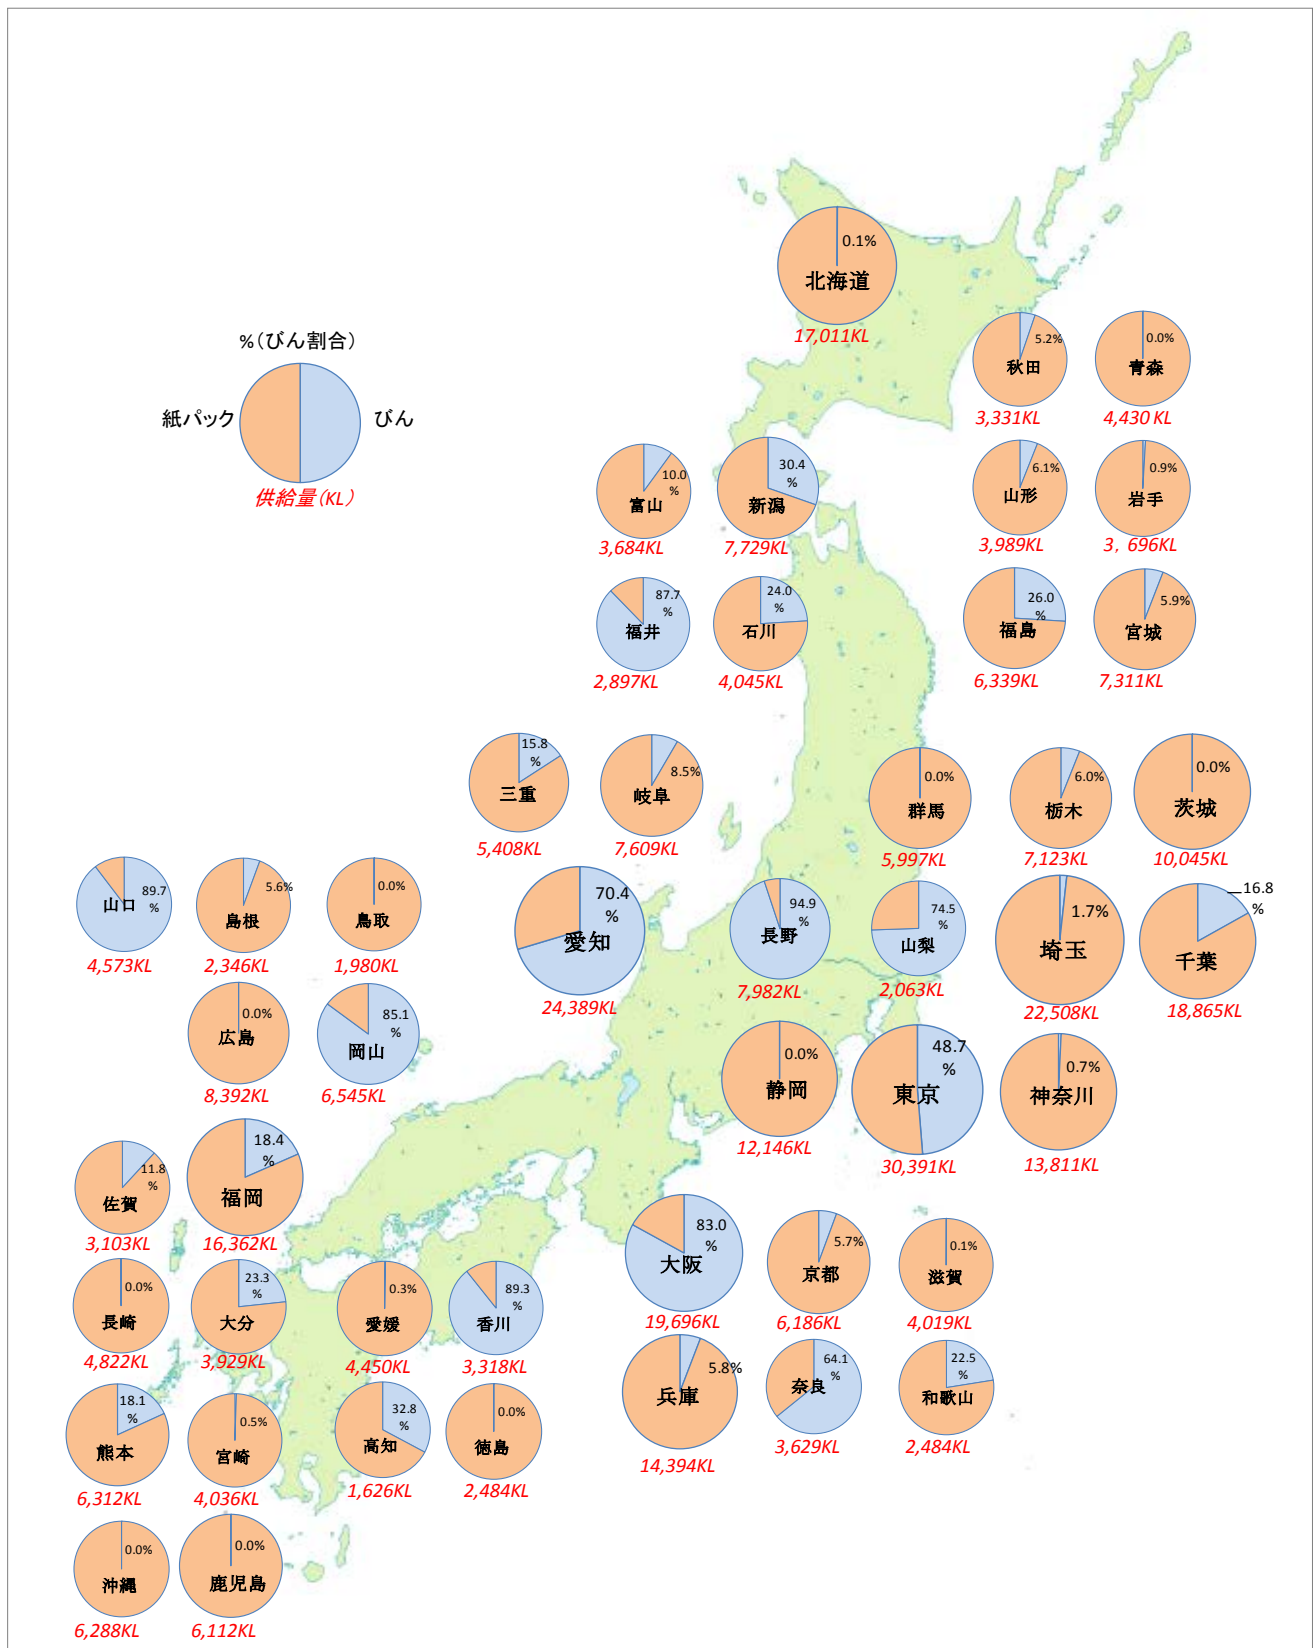 %(びん割合)
紙パック
びん
供給量(KL)
0.1%
北海道
17,011KL
5.2%
秋田
3,331KL
0.0%
青森
4,430KL
10.0
%
富山
3,684KL
30.4
%
新潟
7,729KL
6.1%
山形
3,989KL
0.9%
岩手
3，696KL
87.7
%
福井
2,897KL
24.0
%
石川
4,045KL
26.0
%
福島
6,339KL
5.9%
宮城
7,311KL
15.8
%
三重
5,408KL
8.5%
岐阜
7,609KL
0.0%
群馬
5,997KL
6.0%
栃木
7,123KL
0.0%
茨城
10,045KL
89.7
%
山口
4,573KL
5.6%
島根
2,346KL
0.0%
鳥取
1,980KL
70.4
%
愛知
24,389KL
94.9
%
長野
7,982KL
74.5
%
山梨
2,063KL
1.7%
埼玉
22,508KL
16.8
%
千葉
18,865KL
0.0%
広島
8,392KL
85.1
%
岡山
6,545KL
0.0%
静岡
12,146KL
48.7
%
東京
30,391KL
0.7%
神奈川
13,811KL
11.8
%
佐賀
3,103KL
18.4
%
福岡
16,362KL
83.0
%
大阪
19,696KL
5.7%
京都
6,186KL
0.1%
滋賀
4,019KL
0.0%
長崎
4,822KL
23.3
%
大分
3,929KL
0.3%
愛媛
4,450KL
89.3
%
香川
3,318KL
5.8%
兵庫
14,394KL
64.1
%
奈良
3,629KL
22.5
%
和歌山
2,484KL
18.1
%
熊本
6,312KL
0.5%
宮崎
4,036KL
32.8
%
高知
1,626KL
0.0%
徳島
2,484KL
0.0%
沖縄
6,288KL
0.0%
鹿児島
6,112KL